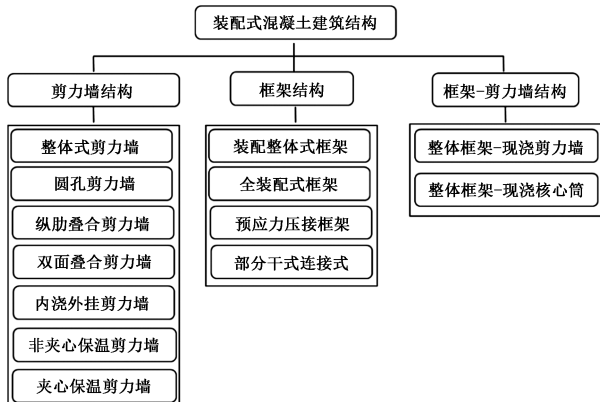 装配式混凝土建筑结构
剪力墙结构
框架结构
框架-剪力墙结构
整体式剪力墙
圆孔剪力墙
纵肋叠合剪力墙
双面叠合剪力墙
内浇外挂剪力墙
非夹心保温剪力墙
夹心保温剪力墙
装配整体式框架
全装配式框架
预应力压接框架
部分干式连接式
整体框架-现浇剪力墙
整体框架-现浇核心筒